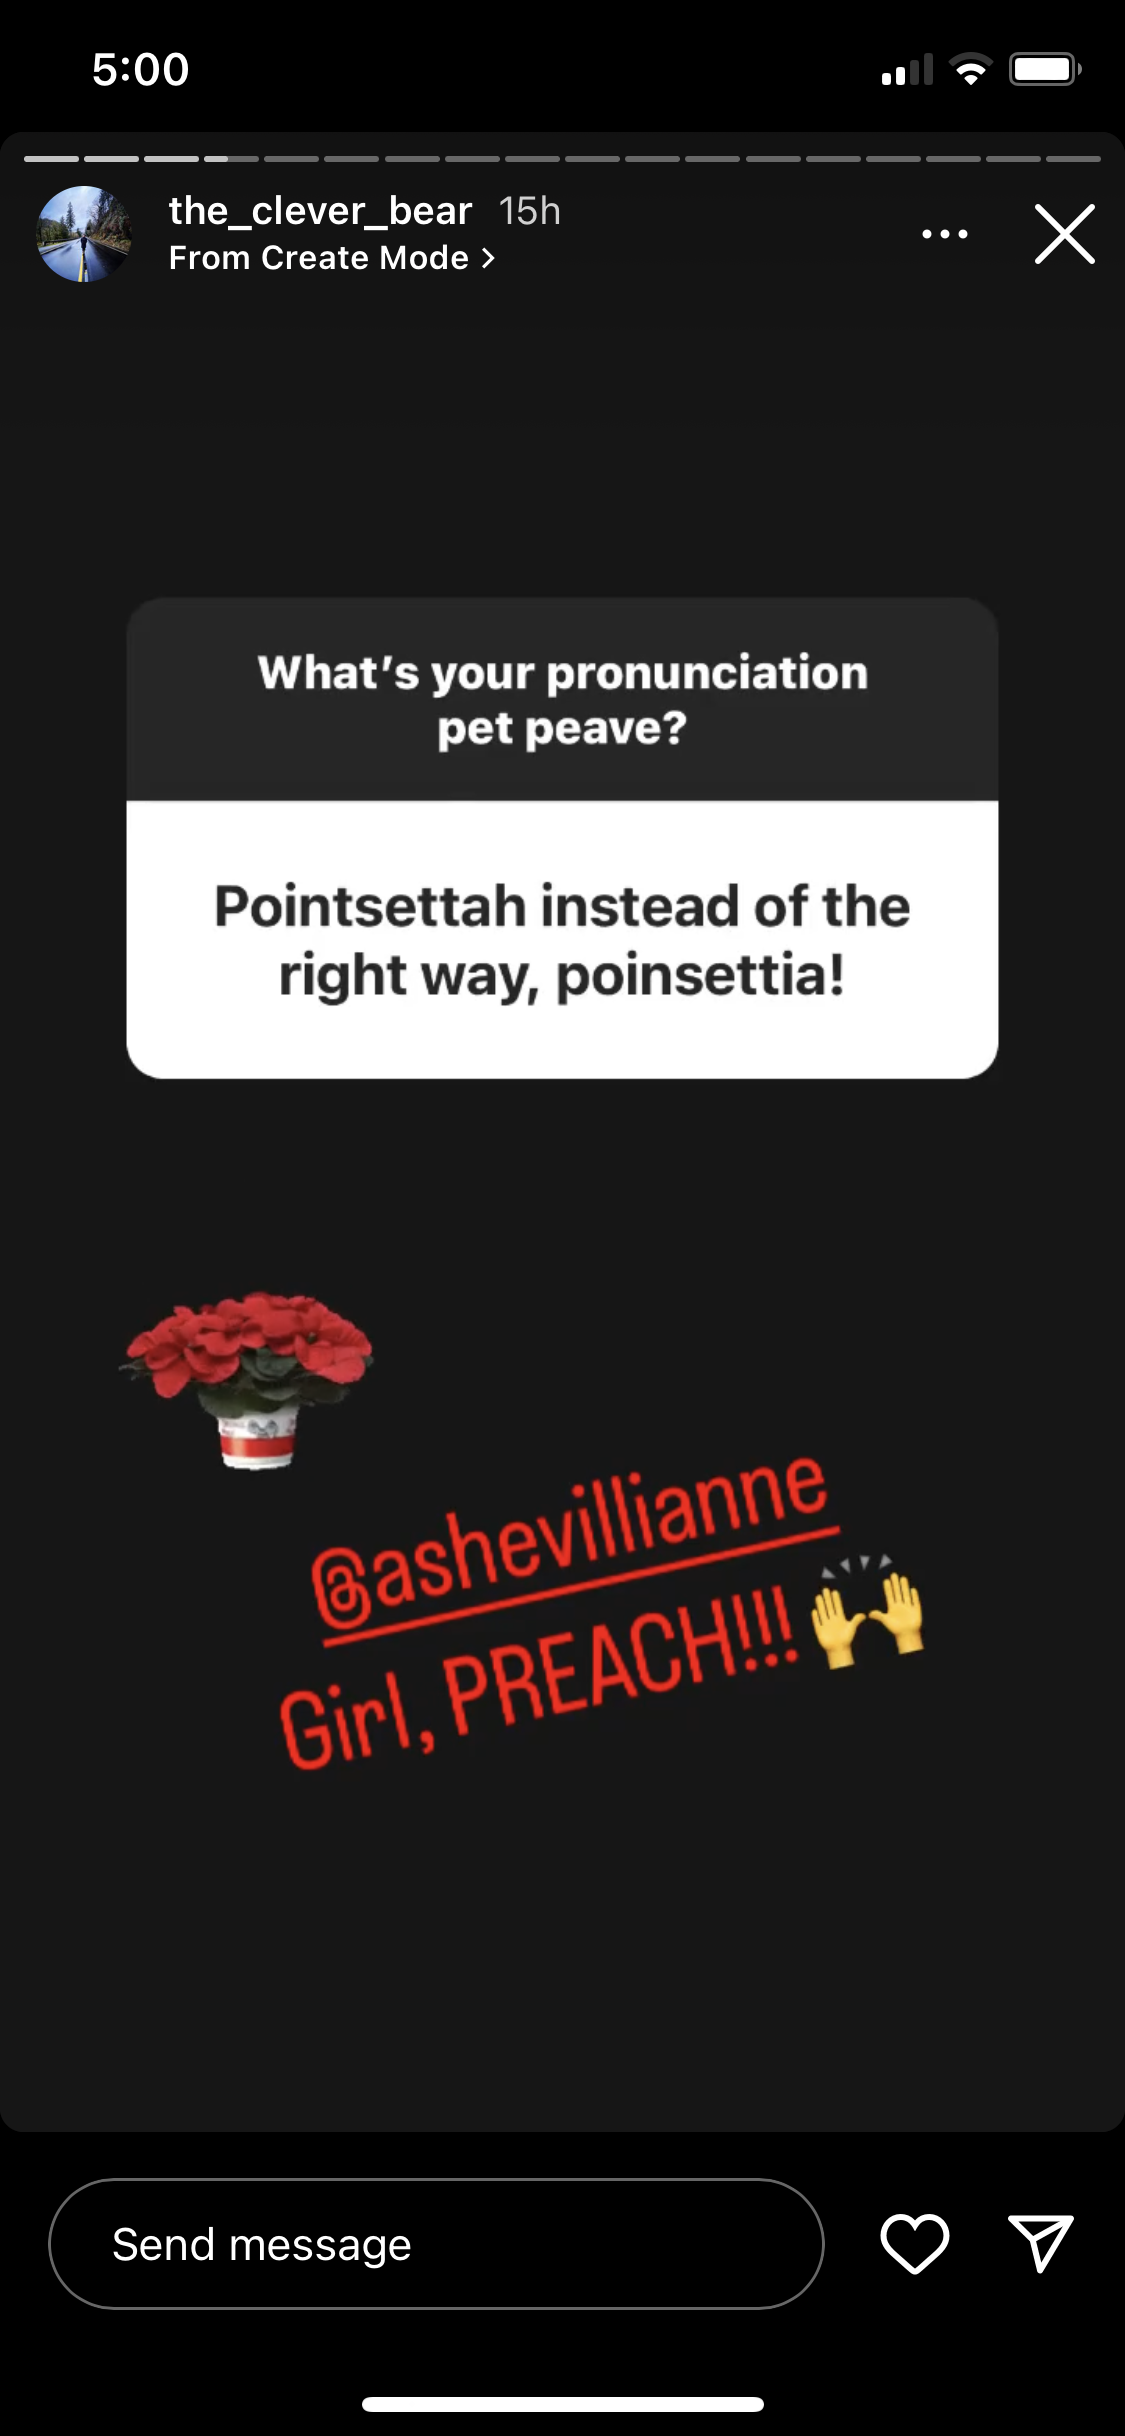 5:00
the_clever_bear 15h
From Create Mode >
What's your pronunciation
pet peave?
Pointsettah instead of the
right way, poinsettia!
@ashevillianne
Girl, PREACH!!! 🙌
Send message